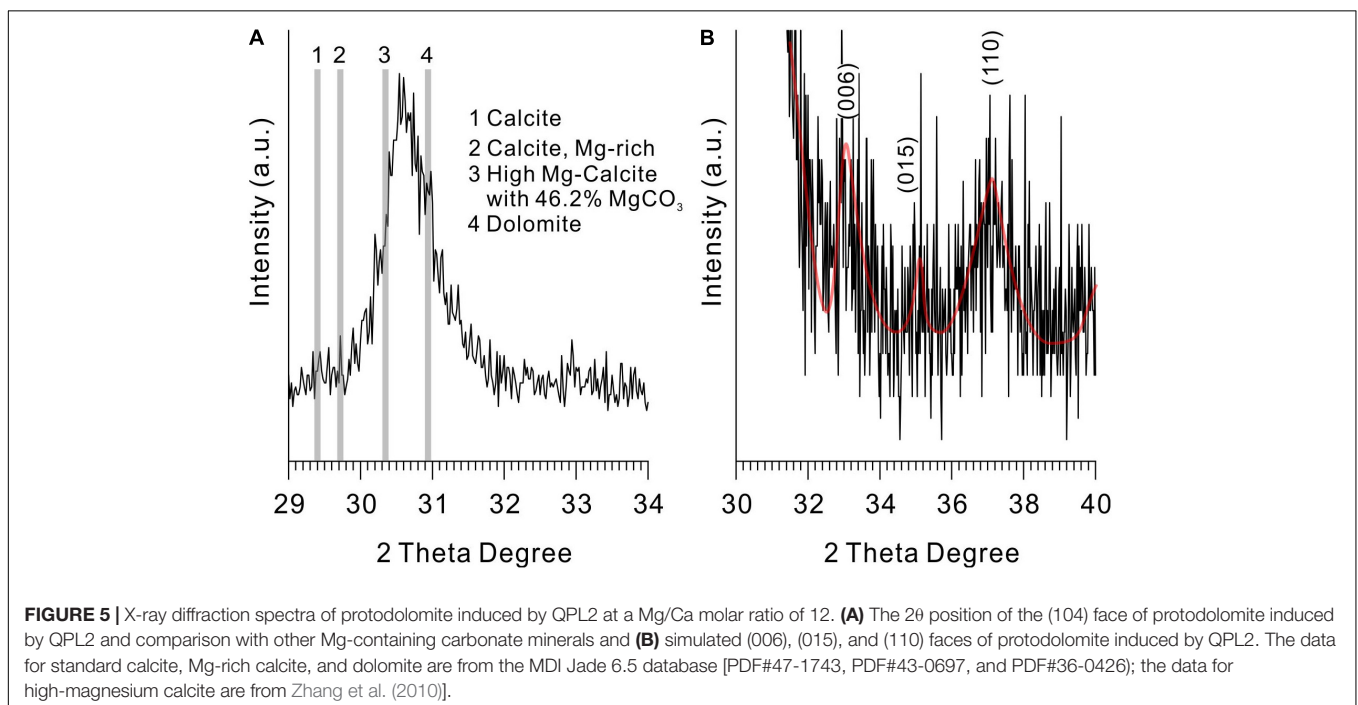 A
1 2 3 4
1 Calcite
2 Calcite, Mg-rich
3 High Mg-Calcite
with 46.2% MgCO₃
4 Dolomite
Intensity (a.u.)
29 30 31 32 33 34
2 Theta Degree
B
(006)
(015)
(110)
Intensity (a.u.)
30 32 34 36 38 40
2 Theta Degree
FIGURE 5 | X-ray diffraction spectra of protodolomite induced by QPL2 at a Mg/Ca molar ratio of 12. (A) The 2θ position of the (104) face of protodolomite induced
by QPL2 and comparison with other Mg-containing carbonate minerals and (B) simulated (006), (015), and (110) faces of protodolomite induced by QPL2. The data
for standard calcite, Mg-rich calcite, and dolomite are from the MDI Jade 6.5 database [PDF#47-1743, PDF#43-0697, and PDF#36-0426); the data for
high-magnesium calcite are from Zhang et al. (2010)].